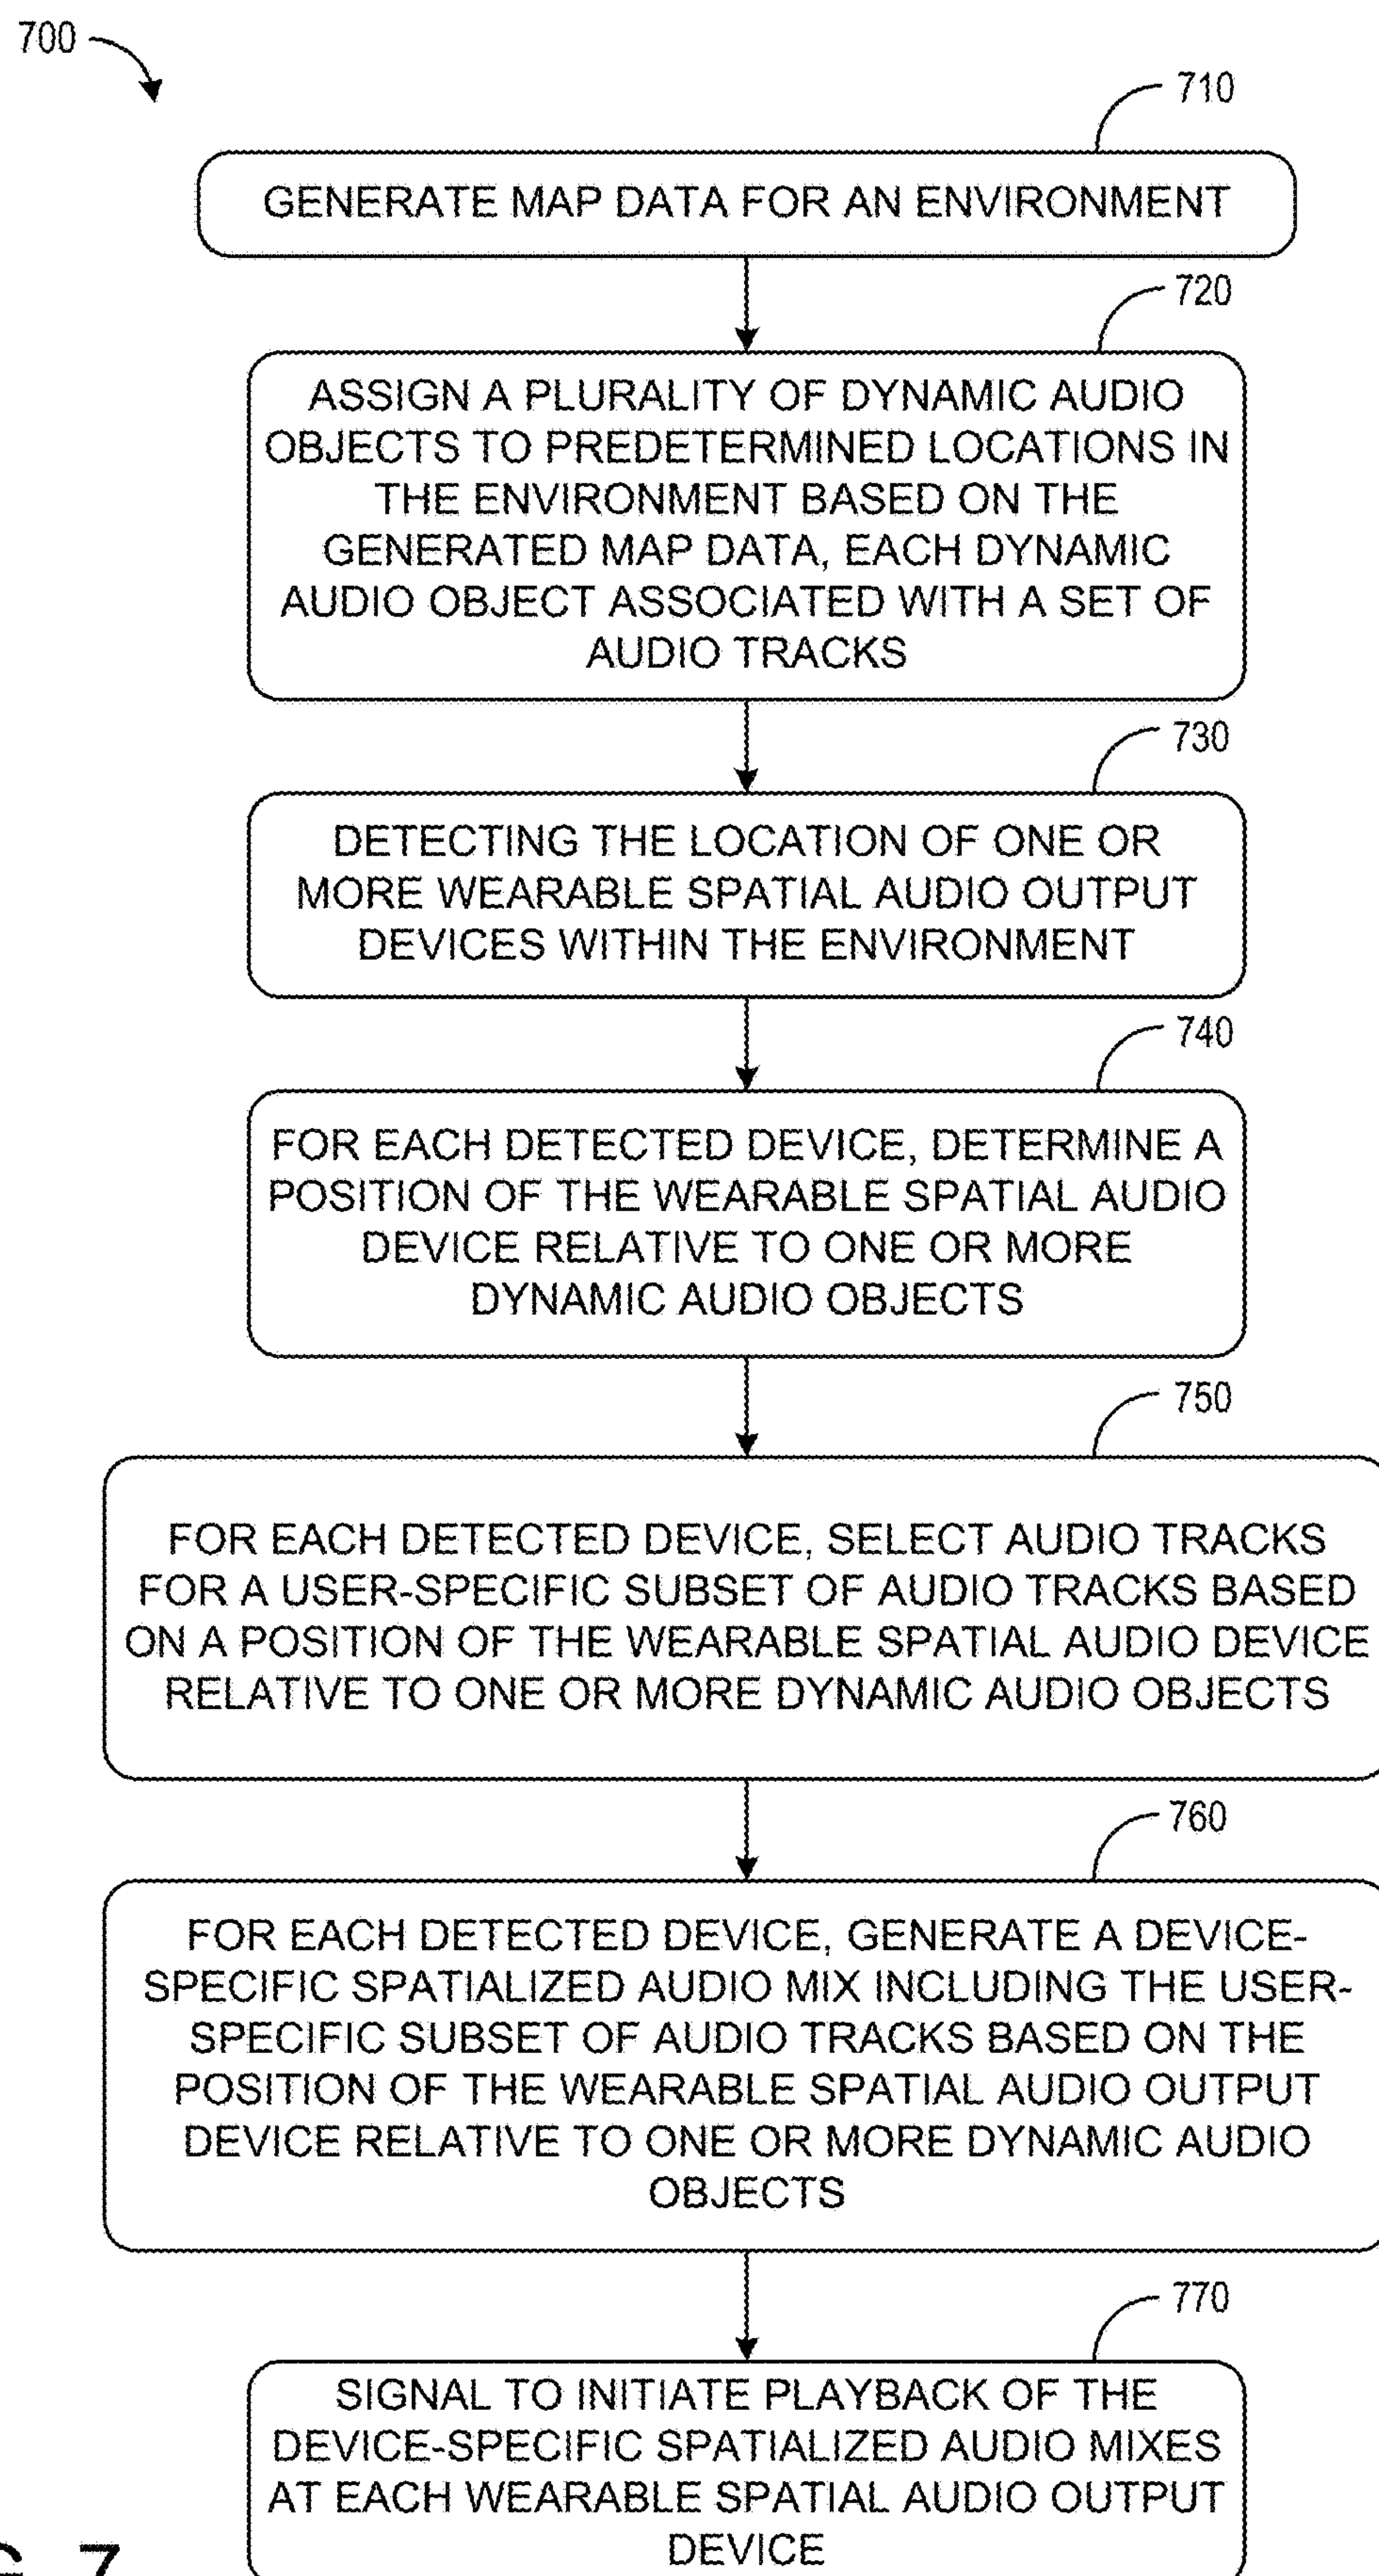 700
710
GENERATE MAP DATA FOR AN ENVIRONMENT
720
ASSIGN A PLURALITY OF DYNAMIC AUDIO
OBJECTS TO PREDETERMINED LOCATIONS IN
THE ENVIRONMENT BASED ON THE
GENERATED MAP DATA, EACH DYNAMIC
AUDIO OBJECT ASSOCIATED WITH A SET OF
AUDIO TRACKS
730
DETECTING THE LOCATION OF ONE OR
MORE WEARABLE SPATIAL AUDIO OUTPUT
DEVICES WITHIN THE ENVIRONMENT
740
FOR EACH DETECTED DEVICE, DETERMINE A
POSITION OF THE WEARABLE SPATIAL AUDIO
DEVICE RELATIVE TO ONE OR MORE
DYNAMIC AUDIO OBJECTS
750
FOR EACH DETECTED DEVICE, SELECT AUDIO TRACKS
FOR A USER-SPECIFIC SUBSET OF AUDIO TRACKS BASED
ON A POSITION OF THE WEARABLE SPATIAL AUDIO DEVICE
RELATIVE TO ONE OR MORE DYNAMIC AUDIO OBJECTS
760
FOR EACH DETECTED DEVICE, GENERATE A DEVICE-
SPECIFIC SPATIALIZED AUDIO MIX INCLUDING THE USER-
SPECIFIC SUBSET OF AUDIO TRACKS BASED ON THE
POSITION OF THE WEARABLE SPATIAL AUDIO OUTPUT
DEVICE RELATIVE TO ONE OR MORE DYNAMIC AUDIO
OBJECTS
770
SIGNAL TO INITIATE PLAYBACK OF THE
DEVICE-SPECIFIC SPATIALIZED AUDIO MIXES
AT EACH WEARABLE SPATIAL AUDIO OUTPUT
DEVICE
7